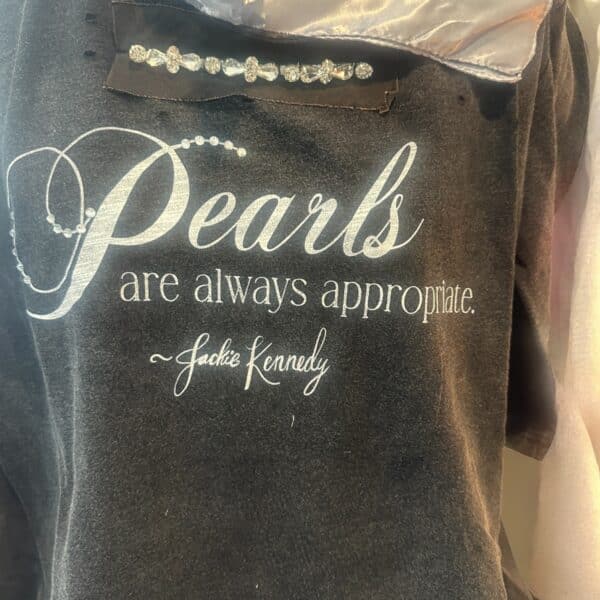 Pearls
are always appropriate.
~Jackie Kennedy